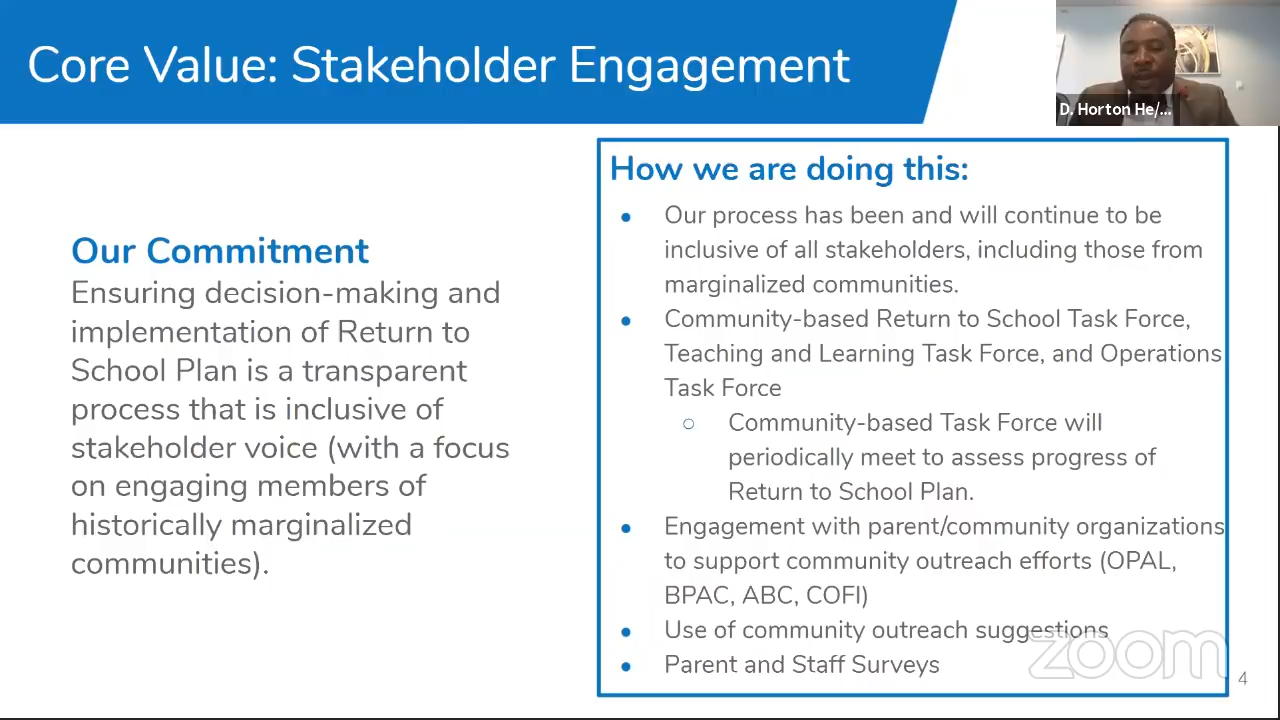 Core Value: Stakeholder Engagement
D. Horton He/...
Our Commitment
Ensuring decision-making and
implementation of Return to
School Plan is a transparent
process that is inclusive of
stakeholder voice (with a focus
on engaging members of
historically marginalized
communities).
How we are doing this:
● Our process has been and will continue to be
inclusive of all stakeholders, including those from
marginalized communities.
● Community-based Return to School Task Force,
Teaching and Learning Task Force, and Operations
Task Force
○ Community-based Task Force will
periodically meet to assess progress of
Return to School Plan.
● Engagement with parent/community organizations
to support community outreach efforts (OPAL,
BPAC, ABC, COFI)
● Use of community outreach suggestions
● Parent and Staff Surveys
zoom
4